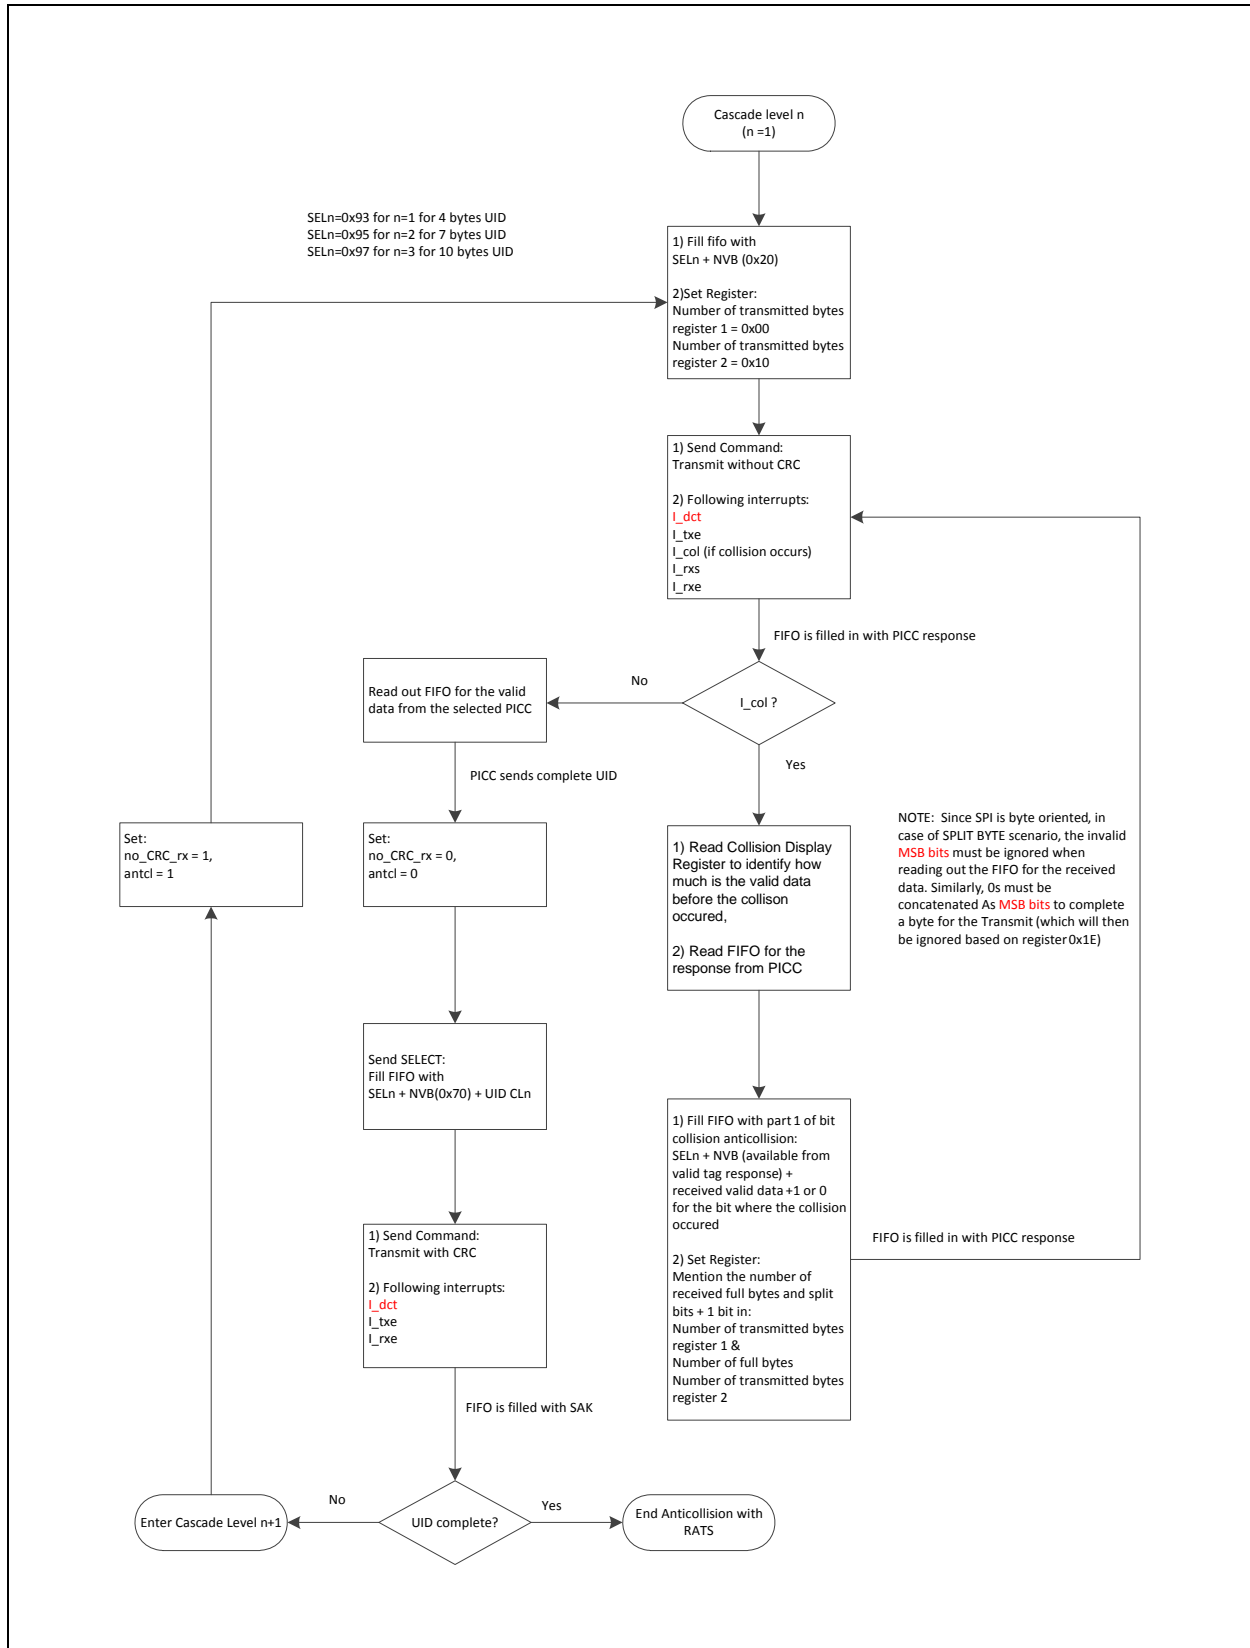 Cascade level n
(n =1)
SELn=0x93 for n=1 for 4 bytes UID
SELn=0x95 for n=2 for 7 bytes UID
SELn=0x97 for n=3 for 10 bytes UID
1) Fill fifo with
SELn + NVB (0x20)
2)Set Register:
Number of transmitted bytes
register 1 = 0x00
Number of transmitted bytes
register 2 = 0x10
1) Send Command:
Transmit without CRC
2) Following interrupts:
I_dct
I_txe
I_col (if collision occurs)
I_rxs
I_rxe
FIFO is filled in with PICC response
I_col ?
No
Yes
Read out FIFO for the valid
data from the selected PICC
PICC sends complete UID
Set:
no_CRC_rx = 1,
antcl = 1
Set:
no_CRC_rx = 0,
antcl = 0
1) Read Collision Display
Register to identify how
much is the valid data
before the collison
occured,
2) Read FIFO for the
response from PICC
NOTE:  Since SPI is byte oriented, in
case of SPLIT BYTE scenario, the invalid
MSB bits must be ignored when
reading out the FIFO for the received
data. Similarly, 0s must be
concatenated As MSB bits to complete
a byte for the Transmit (which will then
be ignored based on register 0x1E)
Send SELECT:
Fill FIFO with
SELn + NVB(0x70) + UID CLn
1) Fill FIFO with part 1 of bit
collision anticollision:
SELn + NVB (available from
valid tag response) +
received valid data +1 or 0
for the bit where the collision
occured
2) Set Register:
Mention the number of
received full bytes and split
bits + 1 bit in:
Number of transmitted bytes
register 1 &
Number of full bytes
Number of transmitted bytes
register 2
FIFO is filled in with PICC response
1) Send Command:
Transmit with CRC
2) Following interrupts:
I_dct
I_txe
I_rxe
FIFO is filled with SAK
UID complete?
No
Yes
Enter Cascade Level n+1
End Anticollision with
RATS